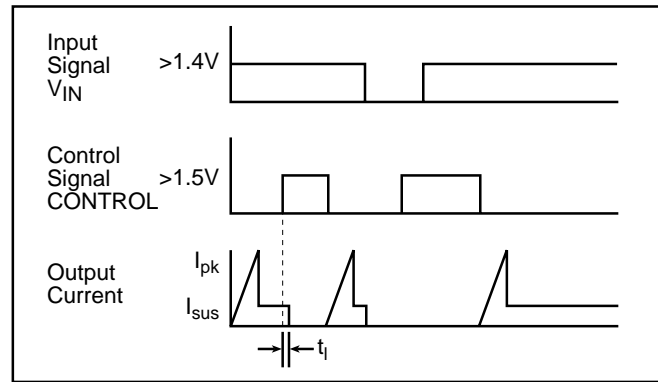 Input
Signal >1.4V
VIN
Control
Signal >1.5V
CONTROL
Ipk
Output
Current
Isus
tl